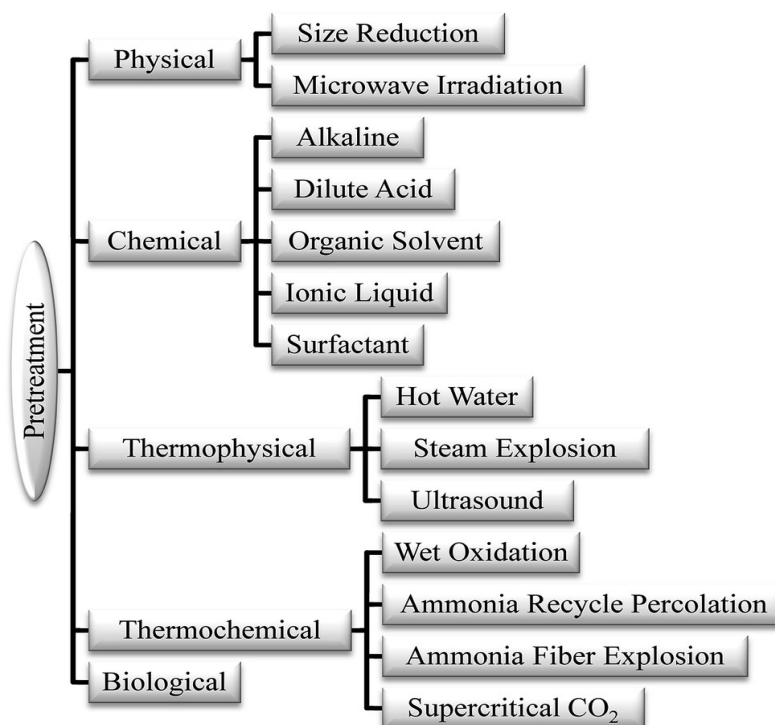 Pretreatment
Physical
Size Reduction
Microwave Irradiation
Chemical
Alkaline
Dilute Acid
Organic Solvent
Ionic Liquid
Surfactant
Thermophysical
Hot Water
Steam Explosion
Ultrasound
Thermochemical
Wet Oxidation
Ammonia Recycle Percolation
Ammonia Fiber Explosion
Supercritical CO₂
Biological